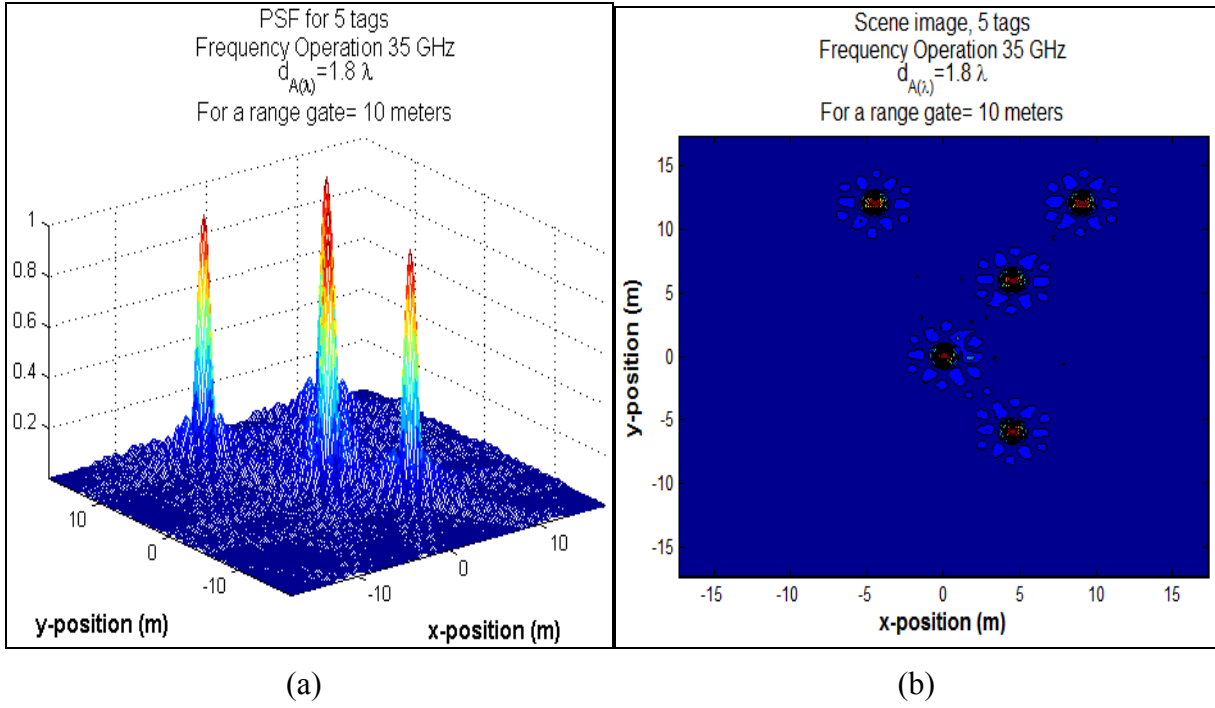 PSF for 5 tags
Frequency Operation 35 GHz
d_A(λ)=1.8 λ
For a range gate= 10 meters
1
0.8
0.6
0.4
0.2
10
0
-10
-10
0
10
y-position (m)
x-position (m)
(a)
Scene image, 5 tags
Frequency Operation 35 GHz
d_A(λ)=1.8 λ
For a range gate= 10 meters
15
10
5
0
-5
-10
-15
-15 -10 -5 0 5 10 15
y-position (m)
x-position (m)
(b)